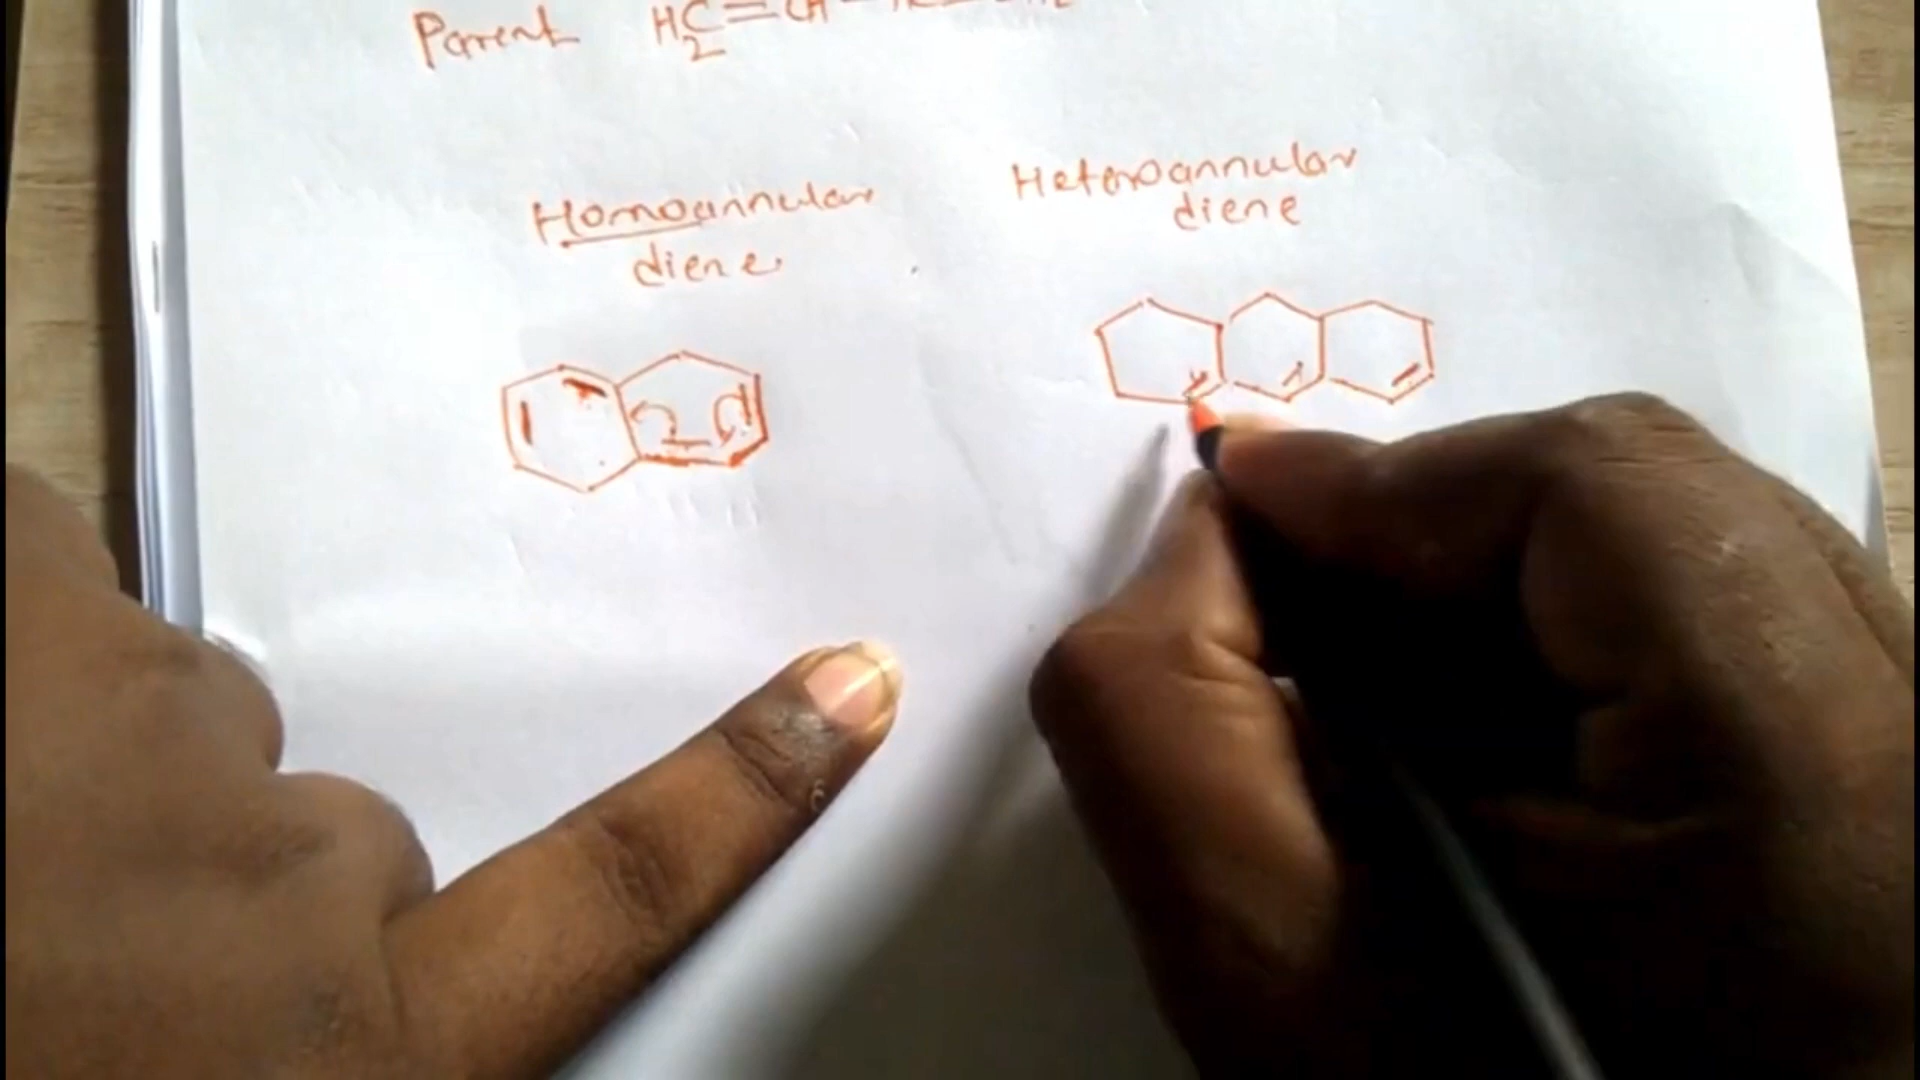 Parent H₂C=CH-
Homoannular
diene
Heteroannular
diene